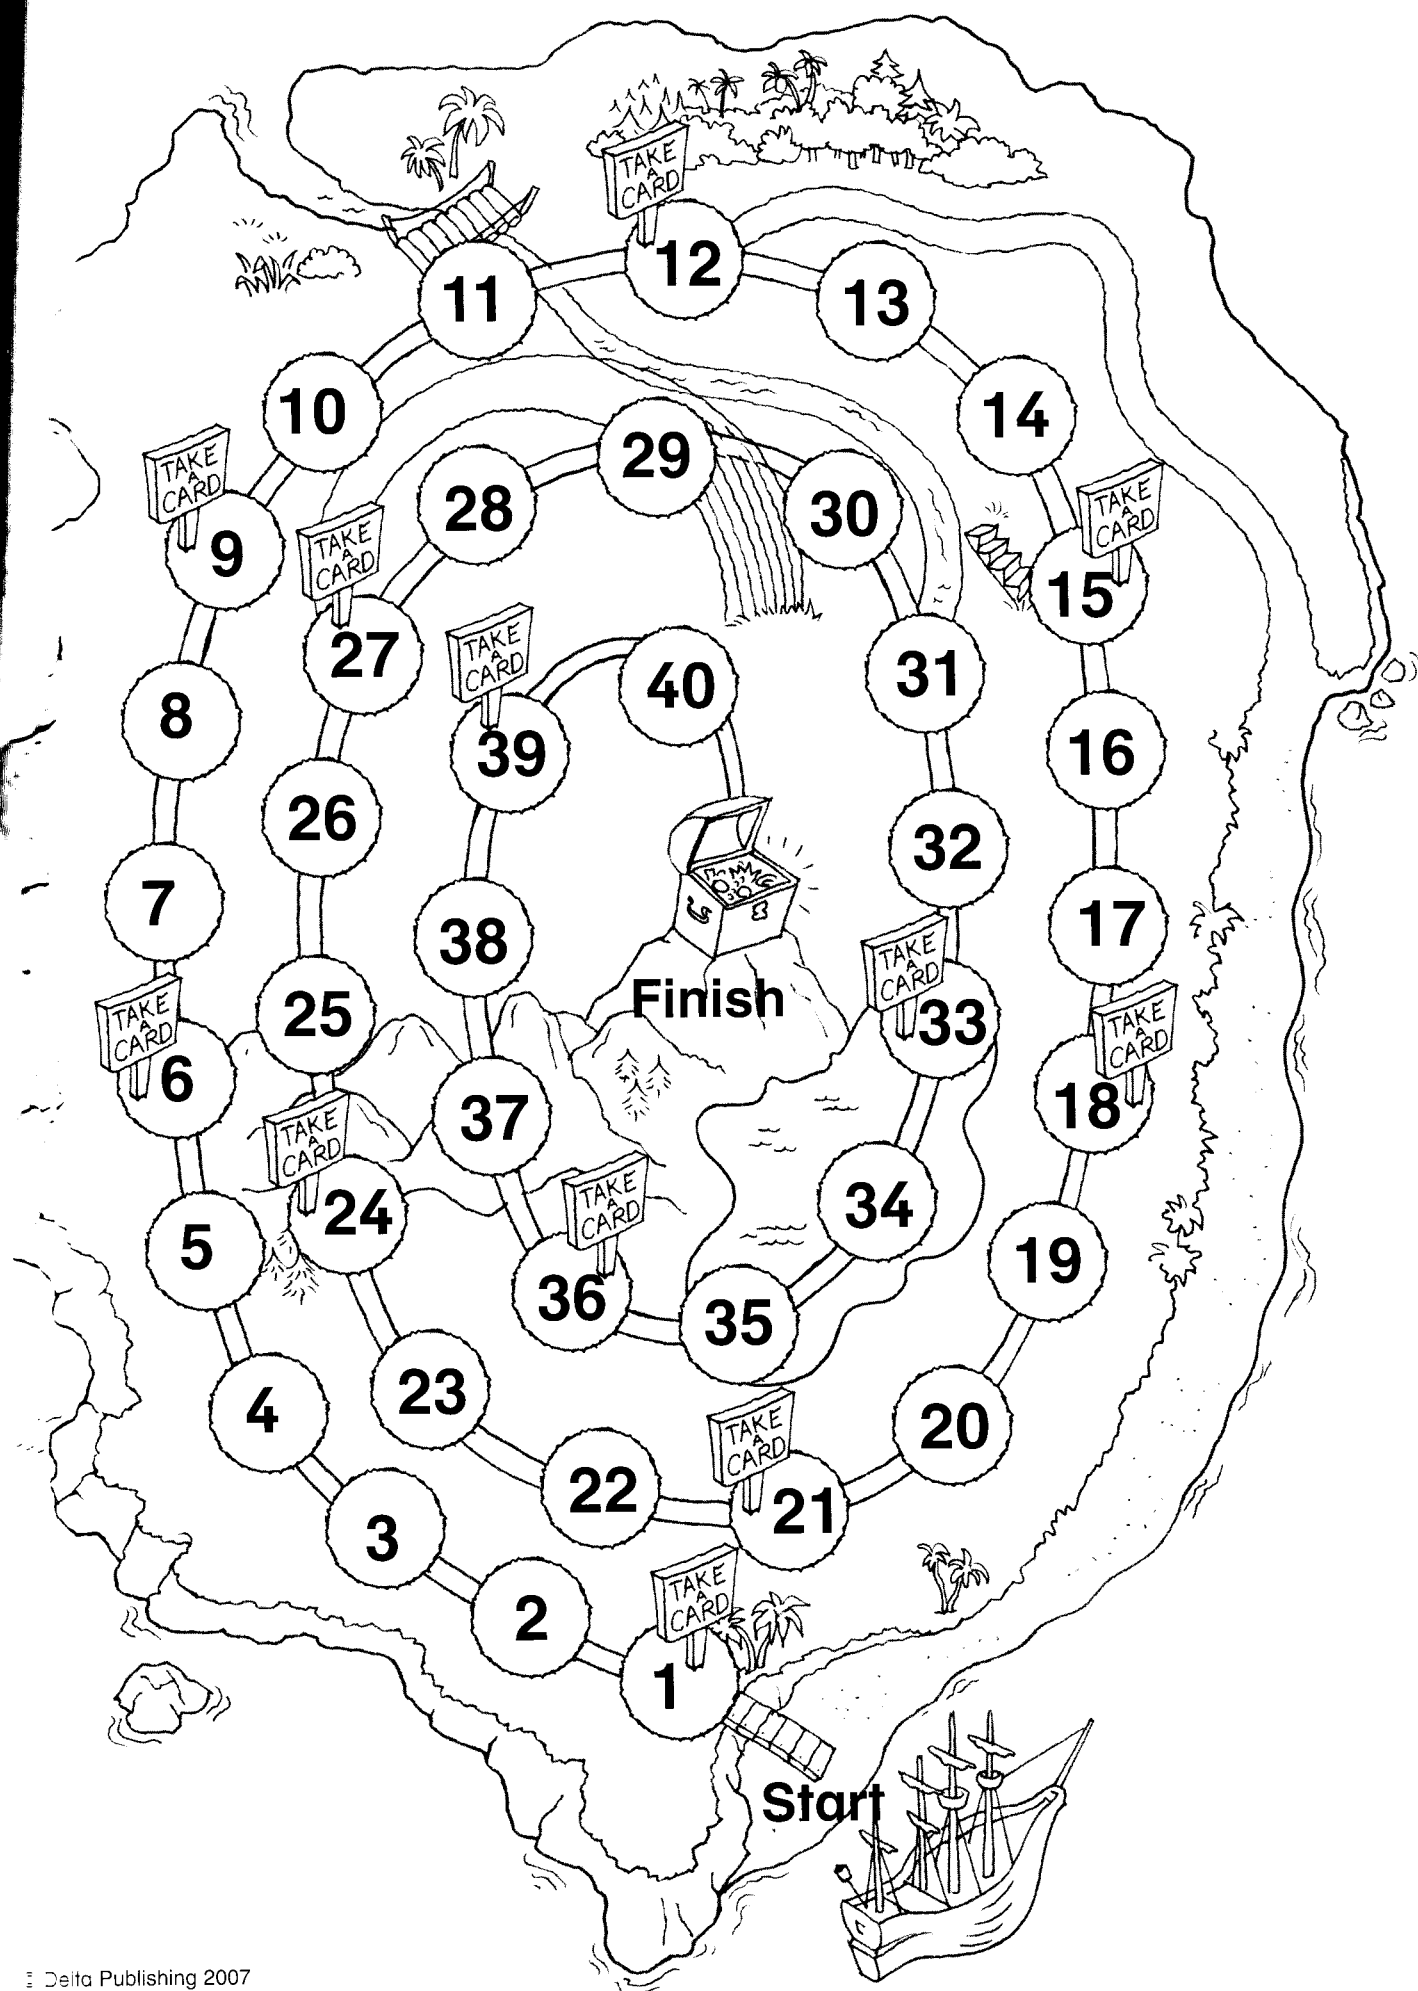 TAKE
A
CARD
12
11
13
10
14
TAKE
A
CARD
9
29
28
30
TAKE
A
CARD
15
TAKE
A
CARD
27
TAKE
A
CARD
39
31
40
8
16
26
32
7
17
38
TAKE
A
CARD
33
Finish
25
TAKE
A
CARD
6
TAKE
A
CARD
18
37
TAKE
A
CARD
24
TAKE
A
CARD
36
34
5
19
35
23
4
20
TAKE
A
CARD
21
22
3
TAKE
A
CARD
1
2
Start
Delta Publishing 2007